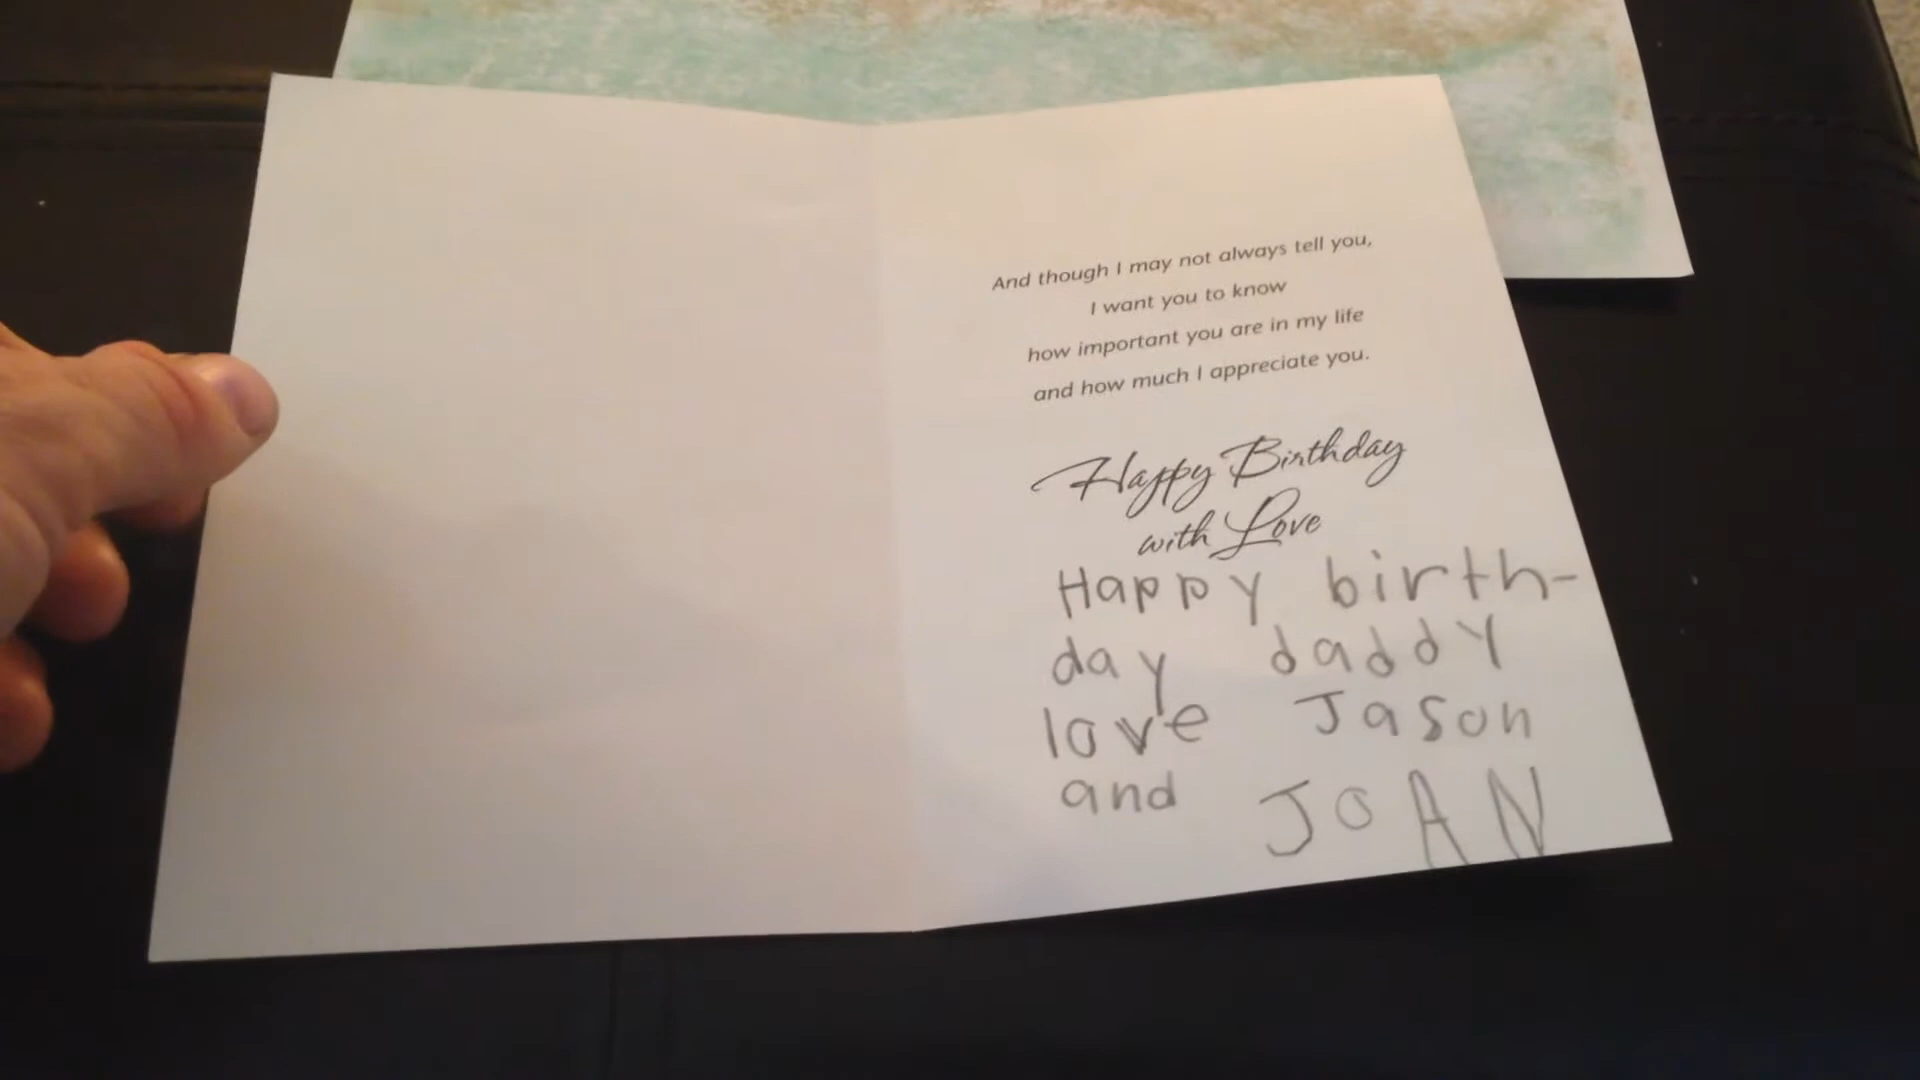 And though I may not always tell you,
I want you to know
how important you are in my life
and how much I appreciate you.
Happy Birthday
with Love
Happy birth-
day daddy
love Jason
and JOAN